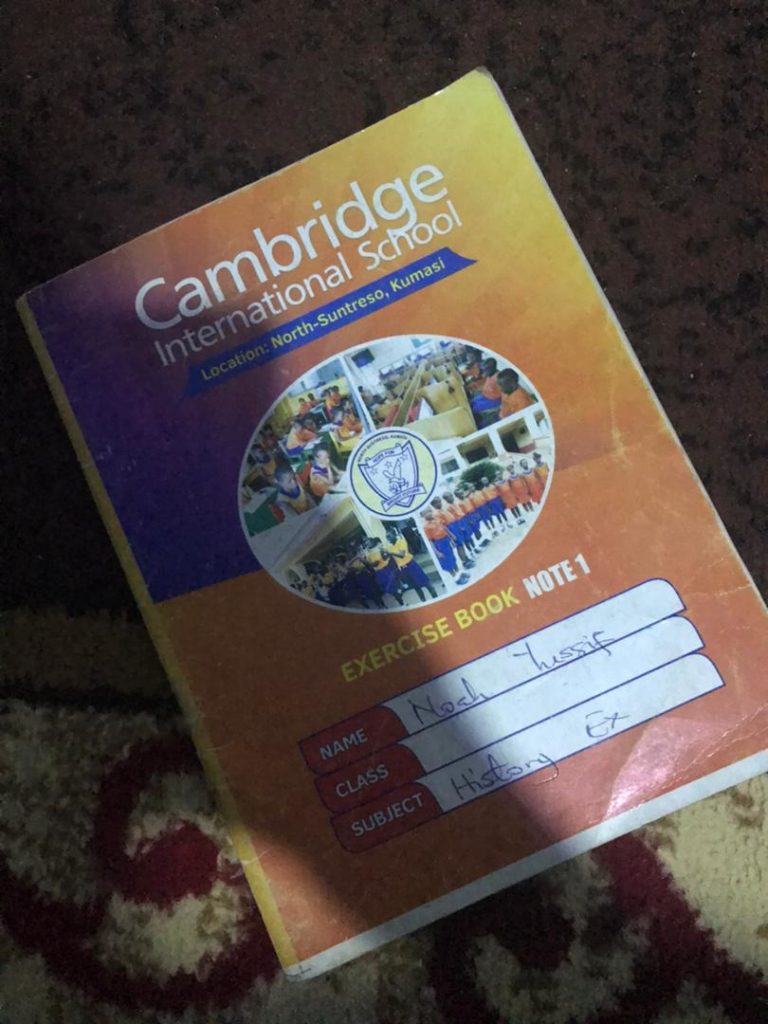 Cambridge
International School
Location: North-Suntreso, Kumasi
EXERCISE BOOK NOTE 1
NAME Noah Yussif
CLASS
SUBJECT History Ex